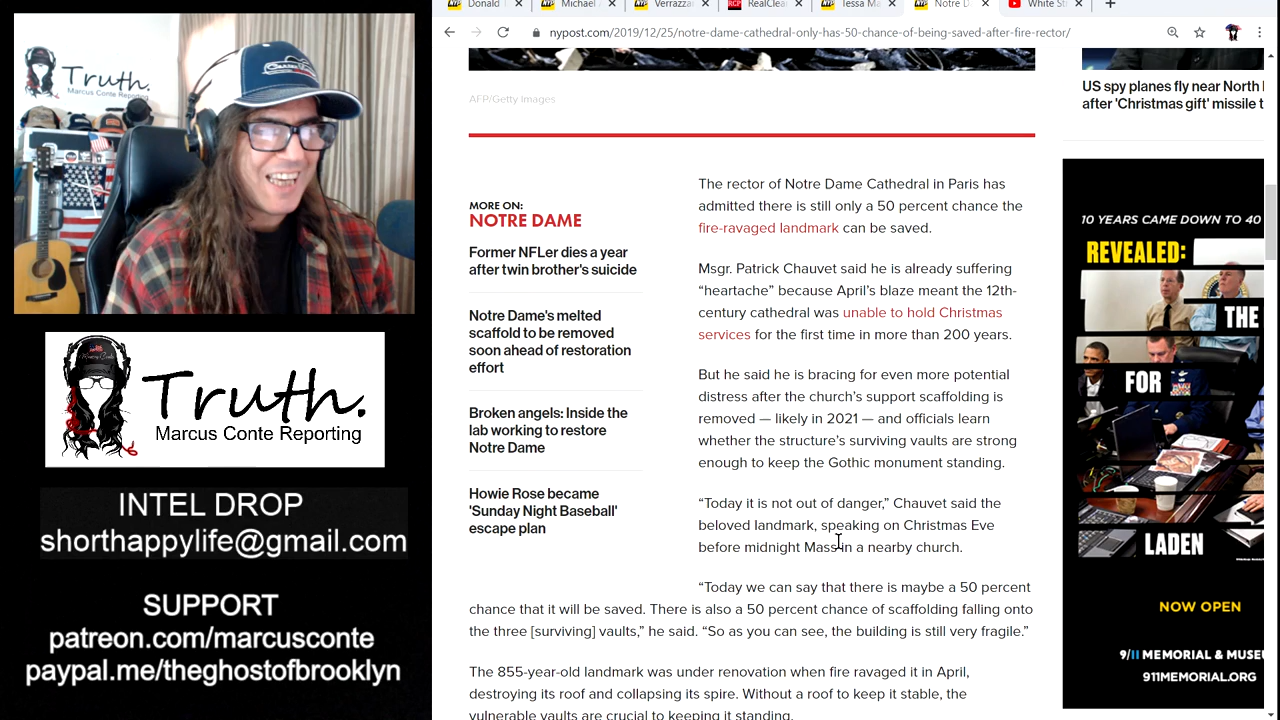 Donald
Michael
Verrazza
RealClea
Tessa Ma
Notre D
White St
nypost.com/2019/12/25/notre-dame-cathedral-only-has-50-chance-of-being-saved-after-fire-rector/
Truth.
Marcus Conte Reporting
AFP/Getty Images
US spy planes fly near North
after 'Christmas gift' missile t
MORE ON:
NOTRE DAME
Former NFLer dies a year
after twin brother's suicide
Notre Dame's melted
scaffold to be removed
soon ahead of restoration
effort
Broken angels: Inside the
lab working to restore
Notre Dame
Howie Rose became
'Sunday Night Baseball'
escape plan
The rector of Notre Dame Cathedral in Paris has
admitted there is still only a 50 percent chance the
fire-ravaged landmark can be saved.
Msgr. Patrick Chauvet said he is already suffering
“heartache” because April’s blaze meant the 12th-
century cathedral was unable to hold Christmas
services for the first time in more than 200 years.
But he said he is bracing for even more potential
distress after the church’s support scaffolding is
removed — likely in 2021 — and officials learn
whether the structure’s surviving vaults are strong
enough to keep the Gothic monument standing.
“Today it is not out of danger,” Chauvet said the
beloved landmark, speaking on Christmas Eve
before midnight Mass in a nearby church.
“Today we can say that there is maybe a 50 percent
chance that it will be saved. There is also a 50 percent chance of scaffolding falling onto
the three [surviving] vaults,” he said. “So as you can see, the building is still very fragile.”
The 855-year-old landmark was under renovation when fire ravaged it in April,
destroying its roof and collapsing its spire. Without a roof to keep it stable, the
vulnerable vaults are crucial to keeping it standing.
10 YEARS CAME DOWN TO 40
REVEALED:
THE
FOR
LADEN
NOW OPEN
9/11 MEMORIAL & MUSEU
911MEMORIAL.ORG
Truth.
Marcus Conte Reporting
INTEL DROP
shorthappylife@gmail.com
SUPPORT
patreon.com/marcusconte
paypal.me/theghostofbrooklyn